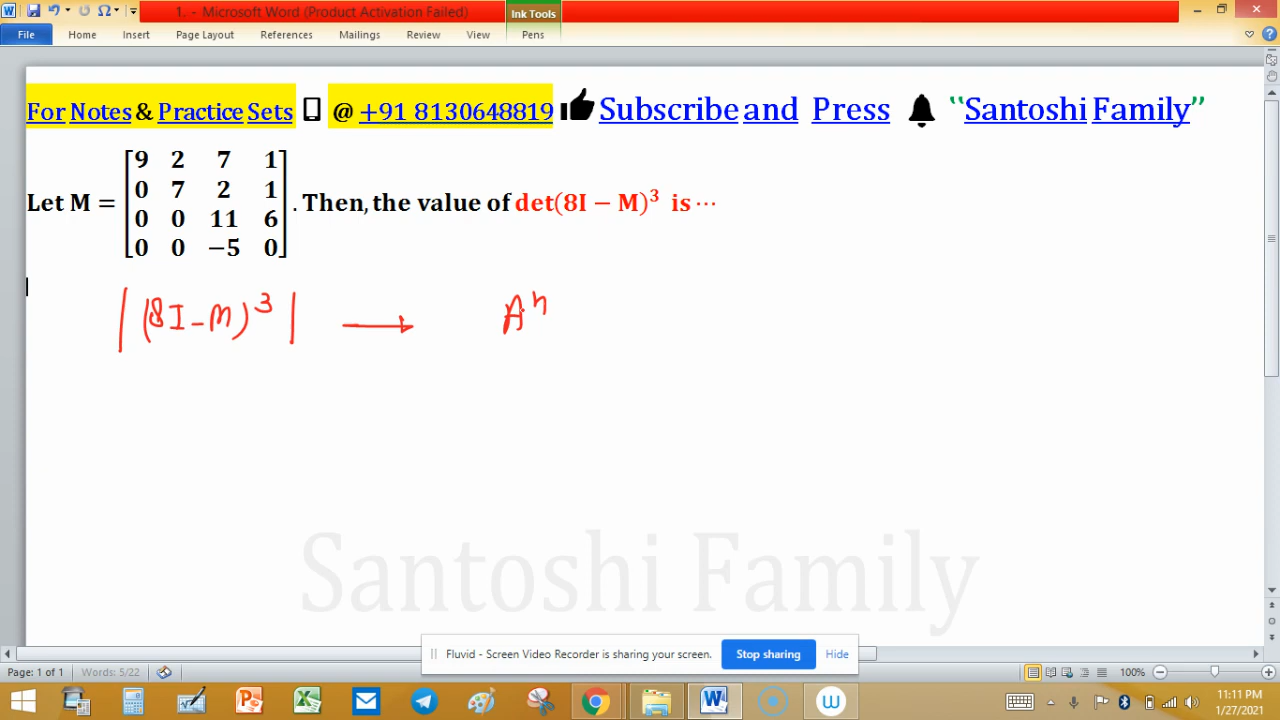 1. - Microsoft Word (Product Activation Failed)
Ink Tools
File Home Insert Page Layout References Mailings Review View Pens
For Notes & Practice Sets @ +91 8130648819 Subscribe and Press "Santoshi Family"
Let M = [9 2 7 1
0 7 2 1
0 0 11 6
0 0 −5 0]. Then, the value of det(8I − M)³ is ⋯
|(8I-M)³| → Aⁿ
Santoshi Family
Fluvid - Screen Video Recorder is sharing your screen. Stop sharing Hide
Page: 1 of 1 Words: 5/22 100%
11:11 PM
1/27/2021